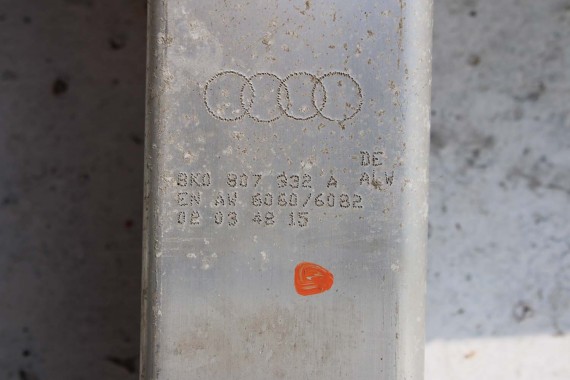 DE
8K0 807 332 A ALW
EN AW 6060/6082
02 03 48 15